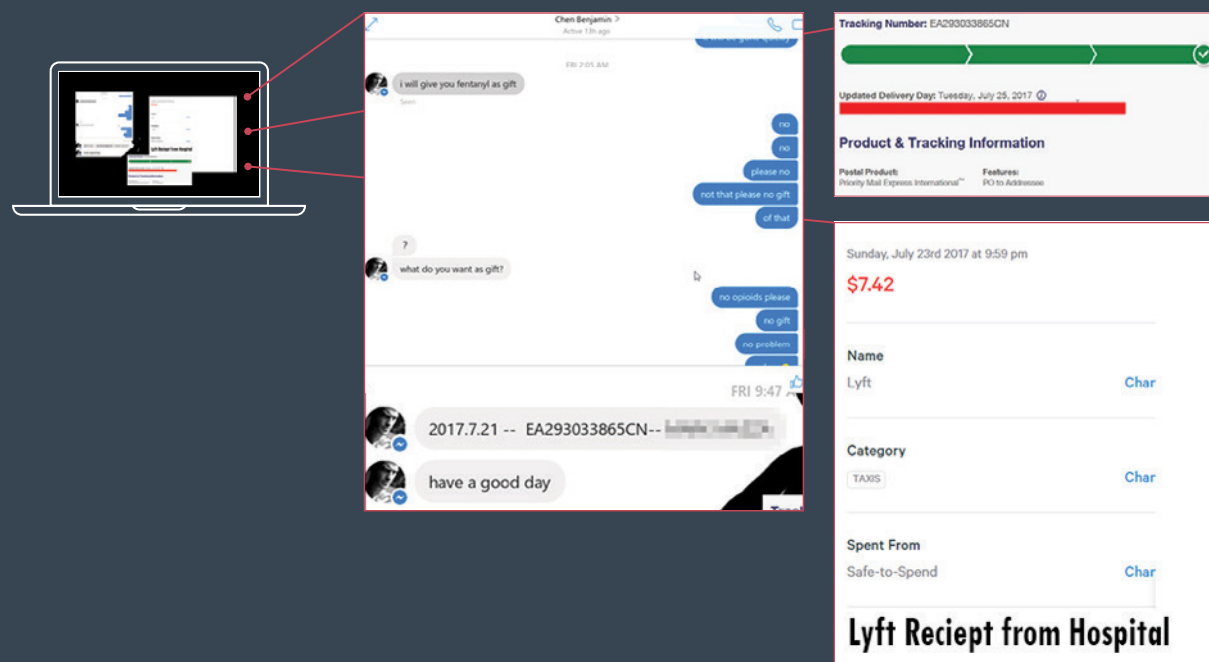 Chen Benjamin >
Active 13h ago
FRI 2:05 AM
i will give you fentanyl as gift
Seen
no
no
please no
not that please no gift
of that
?
what do you want as gift?
no opioids please
no gift
no problem
FRI 9:47 A
2017.7.21 -- EA293033865CN--
have a good day
Tracking Number: EA293033865CN
Updated Delivery Day: Tuesday, July 25, 2017
Product & Tracking Information
Postal Product:
Priority Mail Express International™
Features:
PO to Addressee
Sunday, July 23rd 2017 at 9:59 pm
$7.42
Name
Lyft Char
Category
TAXIS Char
Spent From
Safe-to-Spend Char
Lyft Reciept from Hospital
Lyft Reciept from Hospital